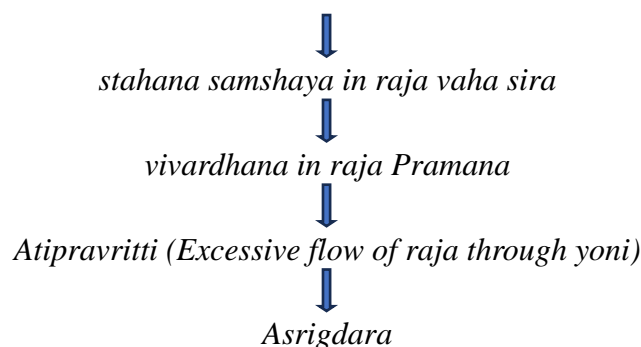 stahana samshaya in raja vaha sira
vivardhana in raja Pramana
Atipravritti (Excessive flow of raja through yoni)
Asrigdara